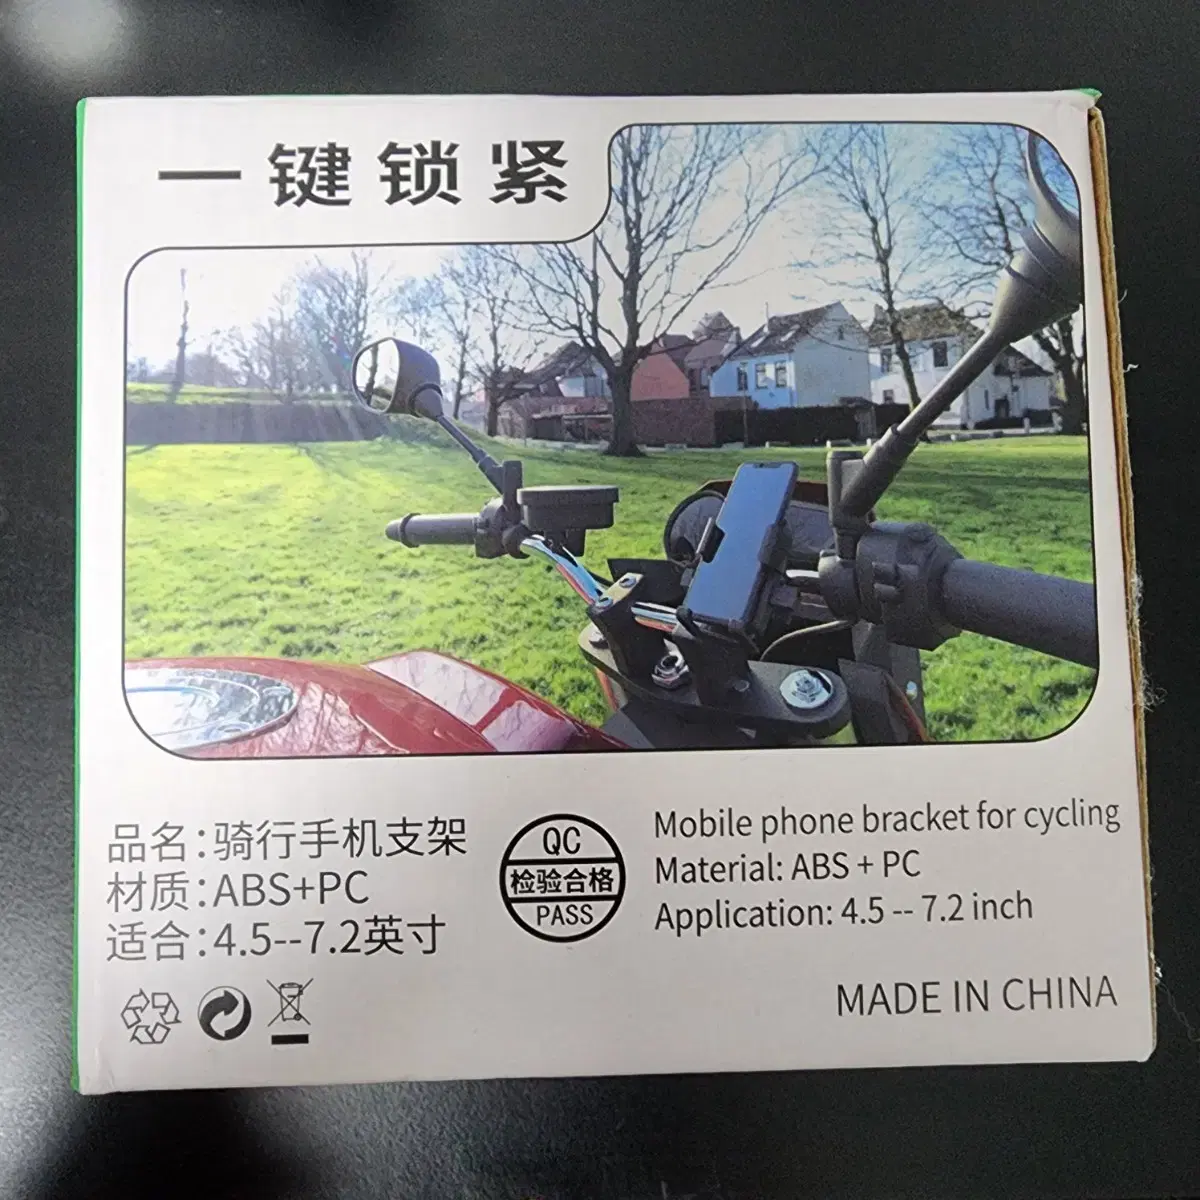 一键锁紧
品名:骑行手机支架
材质:ABS+PC
适合:4.5--7.2英寸
QC
检验合格
PASS
Mobile phone bracket for cycling
Material: ABS + PC
Application: 4.5 -- 7.2 inch
MADE IN CHINA